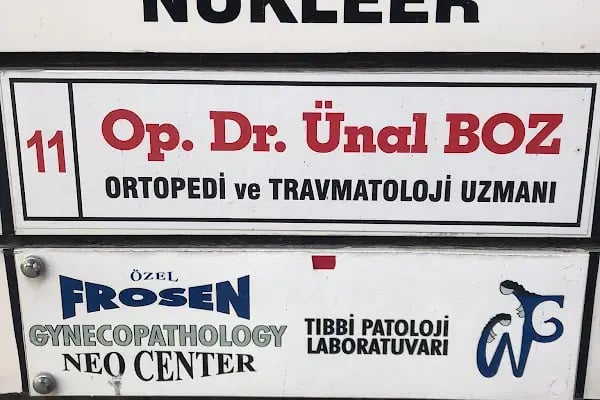 NÜKLEER
11
Op. Dr. Ünal BOZ
ORTOPEDİ ve TRAVMATOLOJİ UZMANI
ÖZEL
FROSEN
GYNECOPATHOLOGY
NEO CENTER
TIBBİ PATOLOJİ
LABORATUVARI